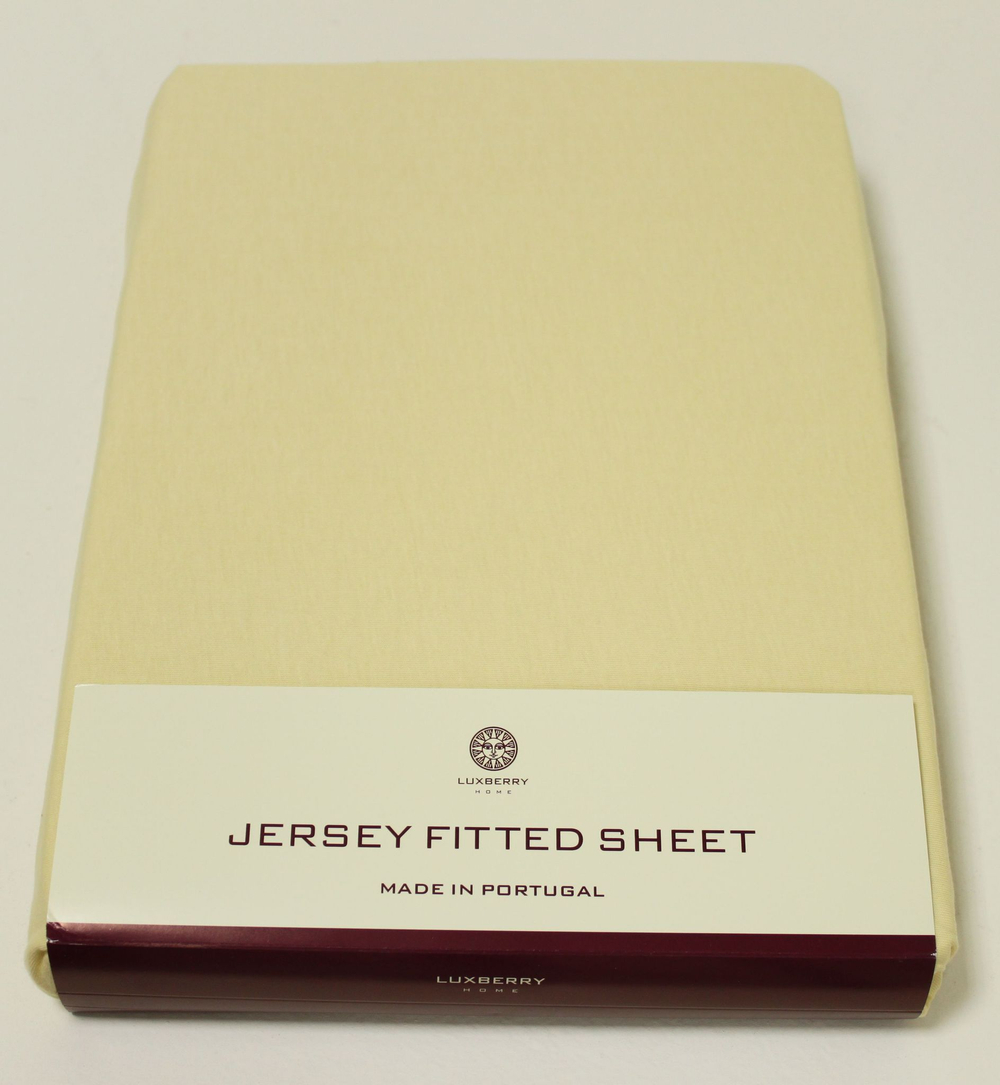 LUXBERRY
HOME
JERSEY FITTED SHEET
MADE IN PORTUGAL
LUXBERRY
HOME